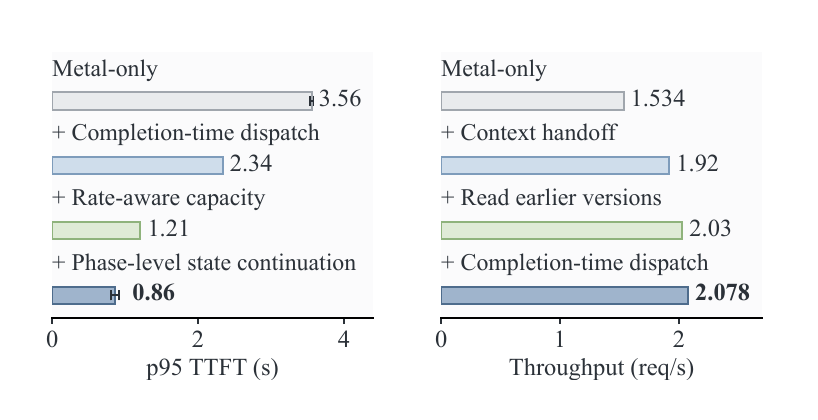 Metal-only
3.56
+ Completion-time dispatch
2.34
+ Rate-aware capacity
1.21
+ Phase-level state continuation
0.86
0 2 4
p95 TTFT (s)
Metal-only
1.534
+ Context handoff
1.92
+ Read earlier versions
2.03
+ Completion-time dispatch
2.078
0 1 2
Throughput (req/s)